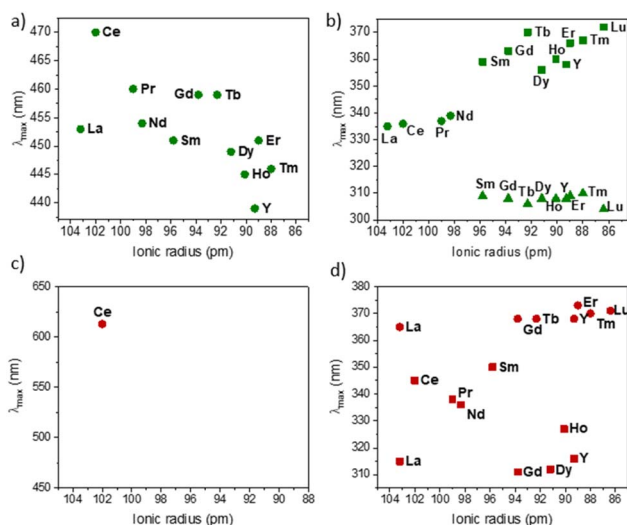 a)
470
465
460
455
450
445
440
λmax (nm)
Ce
Pr
Gd
Tb
La
Nd
Sm
Dy
Er
Ho
Tm
Y
104 102 100 98 96 94 92 90 88 86
Ionic radius (pm)
b)
370
360
350
340
330
320
310
300
λmax (nm)
Lu
Tb
Er
Tm
Gd
Ho
Sm
Y
Dy
Nd
La
Ce
Pr
Sm
Gd
Tb
Dy
Y
Tm
Ho
Er
Lu
104 102 100 98 96 94 92 90 88 86
Ionic radius (pm)
c)
650
600
550
500
450
λmax (nm)
Ce
104 102 100 98 96 94 92 90 88
Ionic radius (pm)
d)
380
370
360
350
340
330
320
310
λmax (nm)
Er
Lu
La
Gd
Tb
Y
Tm
Ce
Sm
Pr
Nd
Ho
La
Gd
Dy
Y
104 102 100 98 96 94 92 90 88 86
Ionic radius (pm)